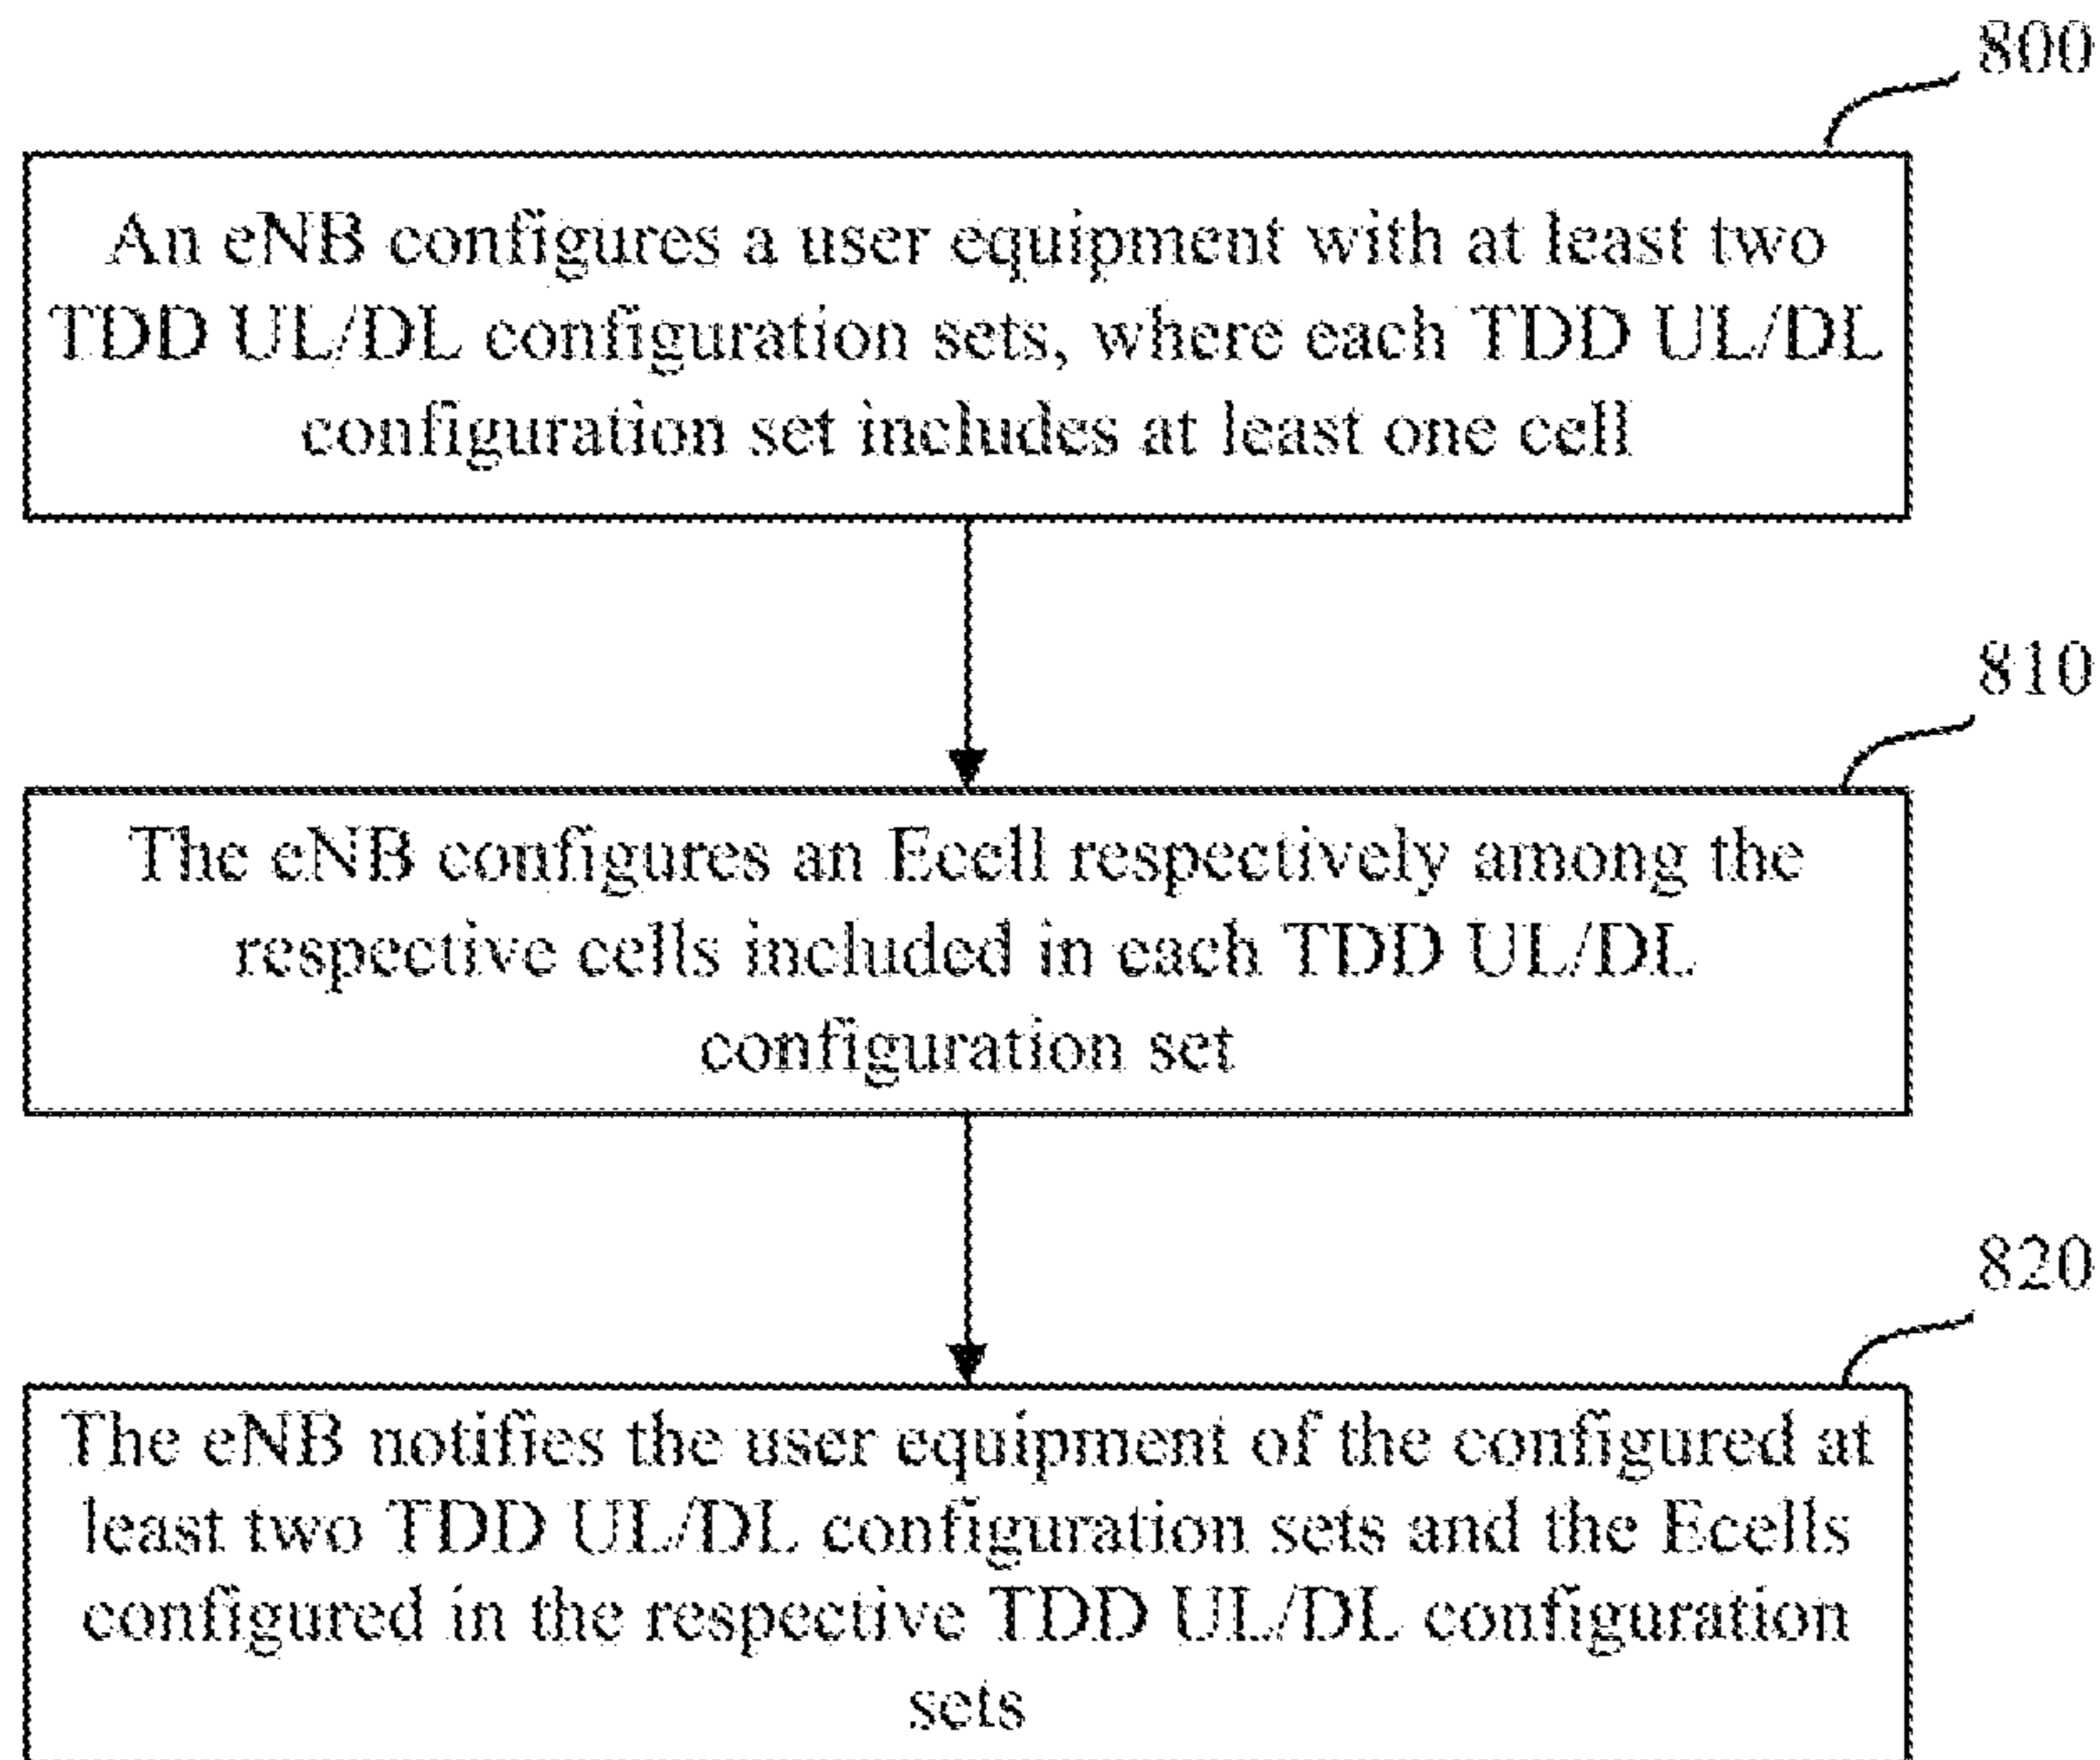 800
An eNB configures a user equipment with at least two
TDD UL/DL configuration sets, where each TDD UL/DL
configuration set includes at least one cell
810
The eNB configures an Ecell respectively among the
respective cells included in each TDD UL/DL
configuration set
820
The eNB notifies the user equipment of the configured at
least two TDD UL/DL configuration sets and the Ecells
configured in the respective TDD UL/DL configuration
sets